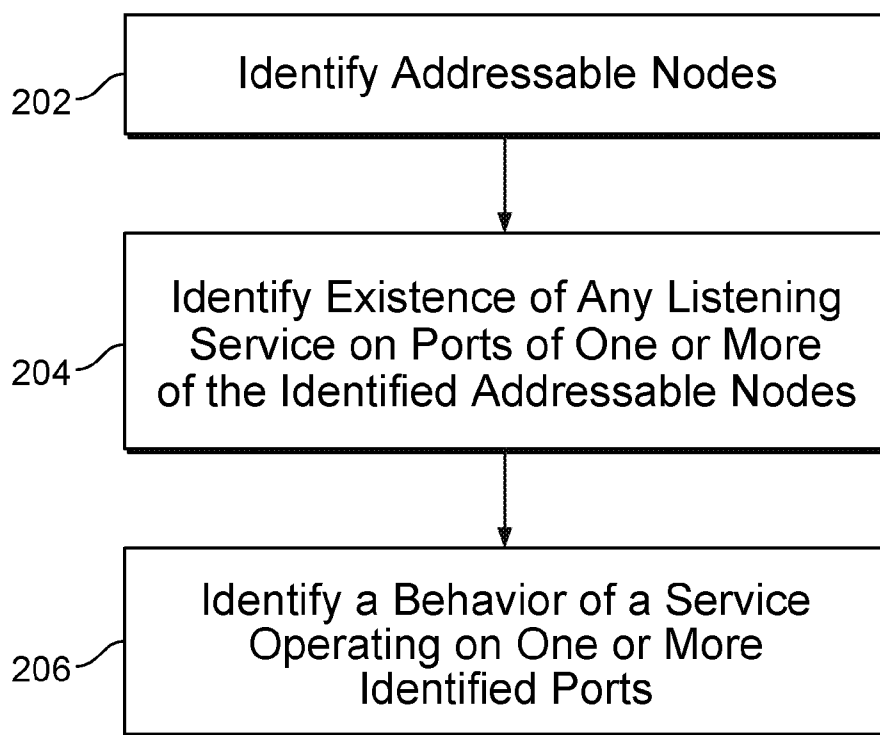 202
Identify Addressable Nodes
204
Identify Existence of Any Listening
Service on Ports of One or More
of the Identified Addressable Nodes
206
Identify a Behavior of a Service
Operating on One or More
Identified Ports